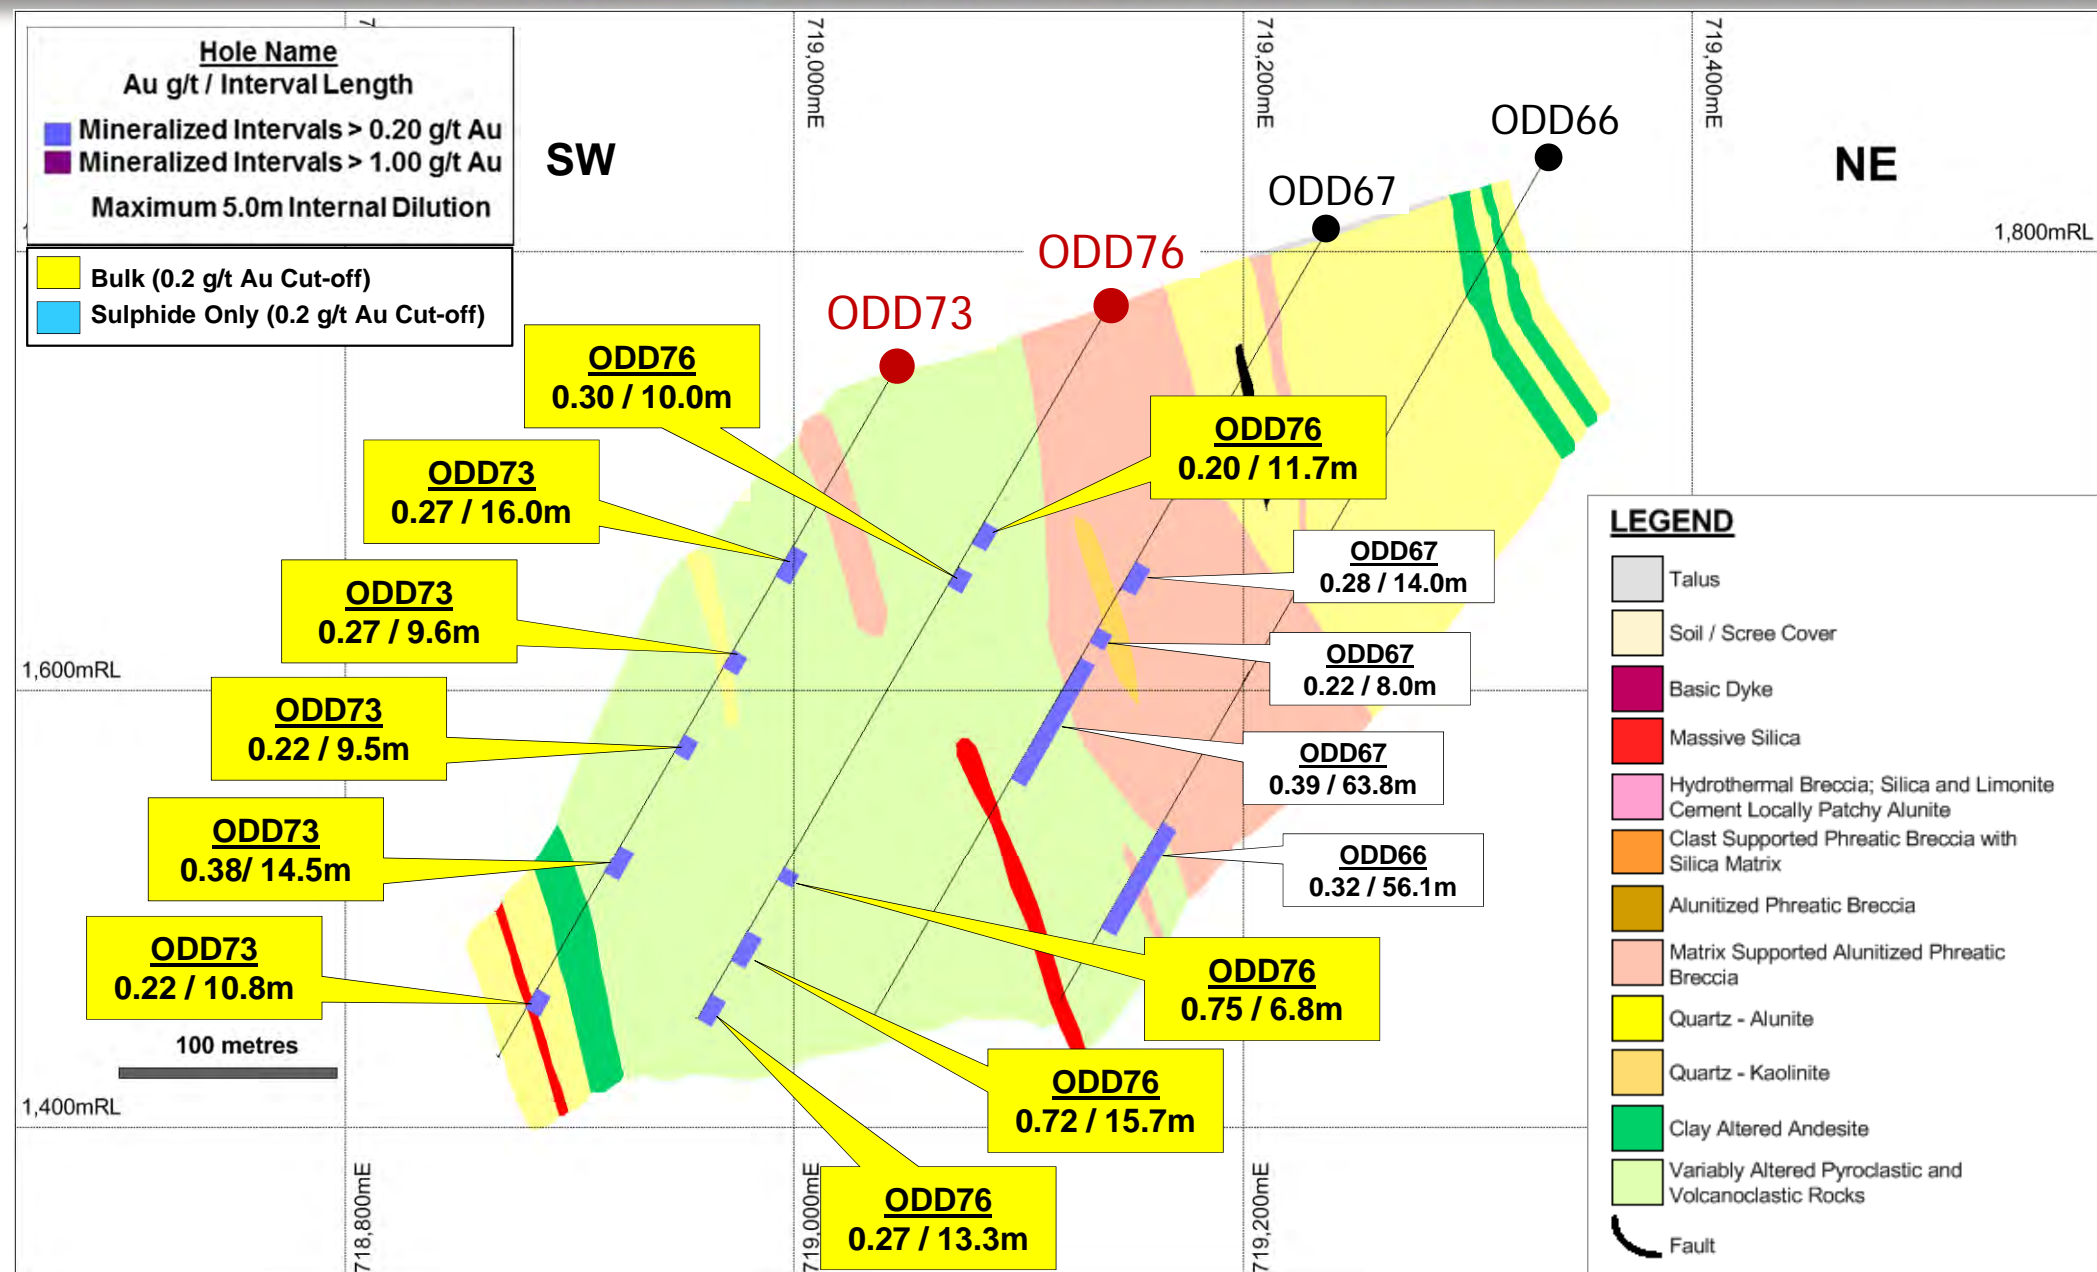 Hole Name
Au g/t / Interval Length
Mineralized Intervals > 0.20 g/t Au
Mineralized Intervals > 1.00 g/t Au
Maximum 5.0m Internal Dilution
Bulk (0.2 g/t Au Cut-off)
Sulphide Only (0.2 g/t Au Cut-off)
SW
NE
719,000mE
719,200mE
719,400mE
1,800mRL
ODD66
ODD67
ODD76
ODD73
ODD76
0.30 / 10.0m
ODD76
0.20 / 11.7m
ODD73
0.27 / 16.0m
ODD67
0.28 / 14.0m
ODD73
0.27 / 9.6m
ODD67
0.22 / 8.0m
1,600mRL
ODD73
0.22 / 9.5m
ODD67
0.39 / 63.8m
ODD73
0.38/ 14.5m
ODD66
0.32 / 56.1m
ODD73
0.22 / 10.8m
ODD76
0.75 / 6.8m
100 metres
ODD76
0.72 / 15.7m
1,400mRL
ODD76
0.27 / 13.3m
718,800mE
719,000mE
719,200mE
LEGEND
Talus
Soil / Scree Cover
Basic Dyke
Massive Silica
Hydrothermal Breccia; Silica and Limonite
Cement Locally Patchy Alunite
Clast Supported Phreatic Breccia with
Silica Matrix
Alunitized Phreatic Breccia
Matrix Supported Alunitized Phreatic
Breccia
Quartz - Alunite
Quartz - Kaolinite
Clay Altered Andesite
Variably Altered Pyroclastic and
Volcanoclastic Rocks
Fault